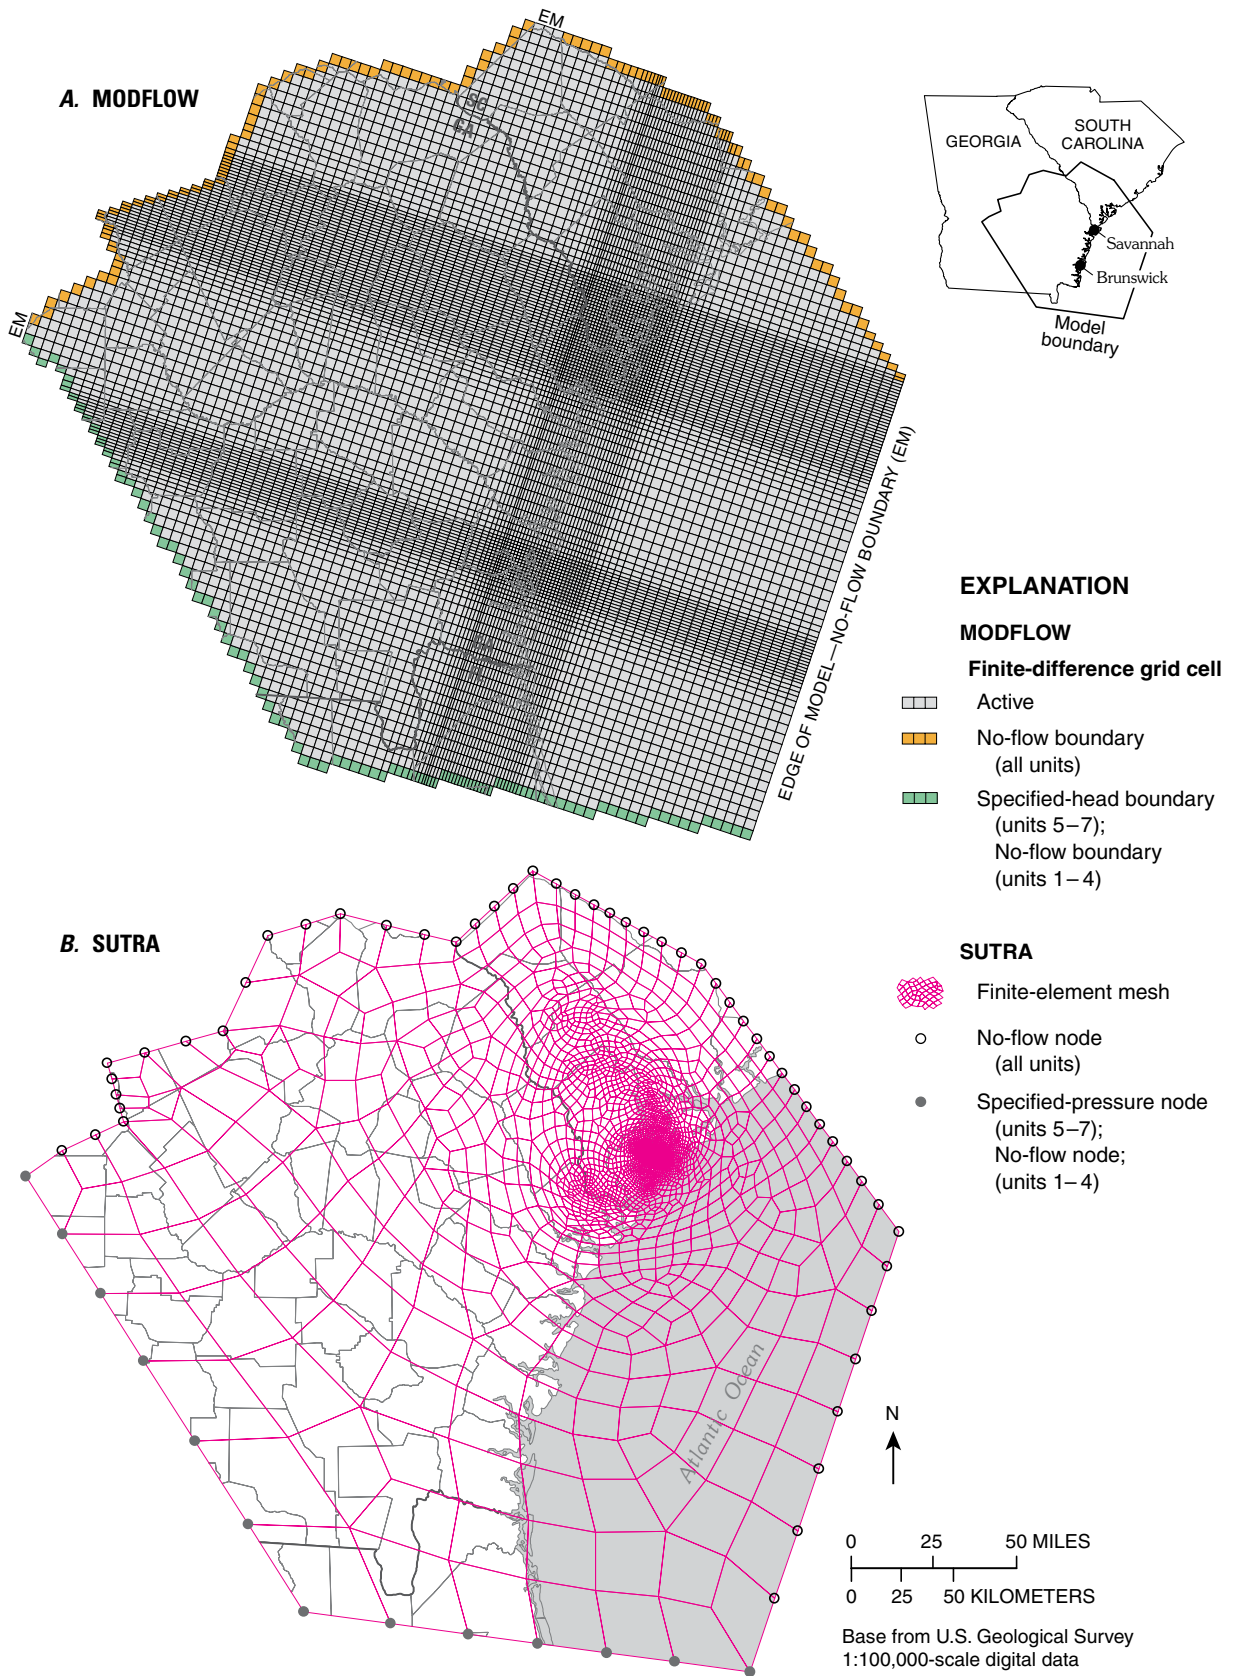 EM
A. MODFLOW
SC
GA
EM
EDGE OF MODEL—NO-FLOW BOUNDARY (EM)
GEORGIA
SOUTH
CAROLINA
Savannah
Brunswick
Model
boundary
EXPLANATION
MODFLOW
Finite-difference grid cell
Active
No-flow boundary
(all units)
Specified-head boundary
(units 5–7);
No-flow boundary
(units 1–4)
B. SUTRA
SUTRA
Finite-element mesh
No-flow node
(all units)
Specified-pressure node
(units 5–7);
No-flow node;
(units 1–4)
Atlantic Ocean
N
0 25 50 MILES
0 25 50 KILOMETERS
Base from U.S. Geological Survey
1:100,000-scale digital data